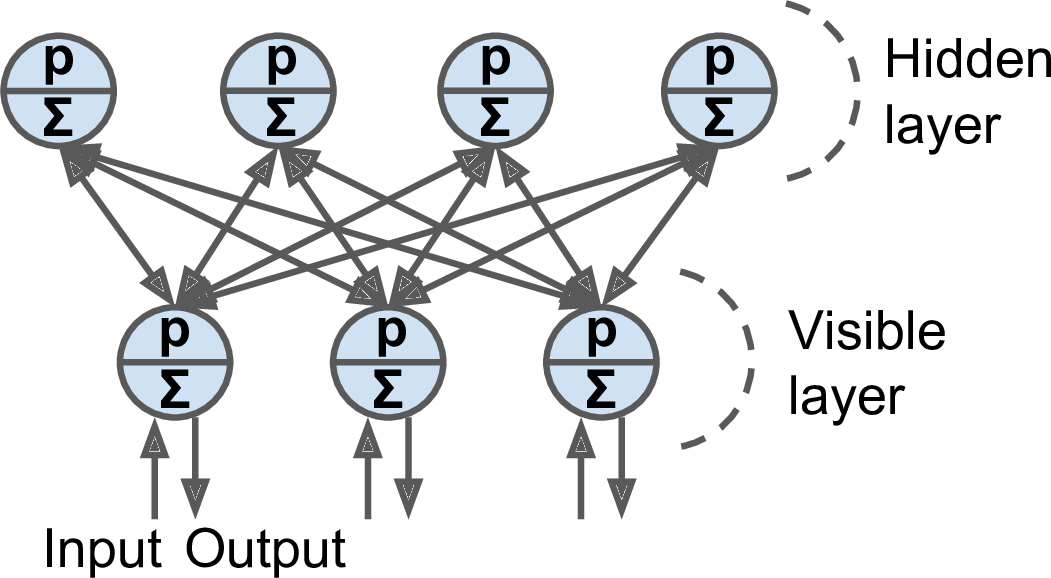 p p p p
Σ Σ Σ Σ
Hidden
layer
p p p
Σ Σ Σ
Visible
layer
Input Output